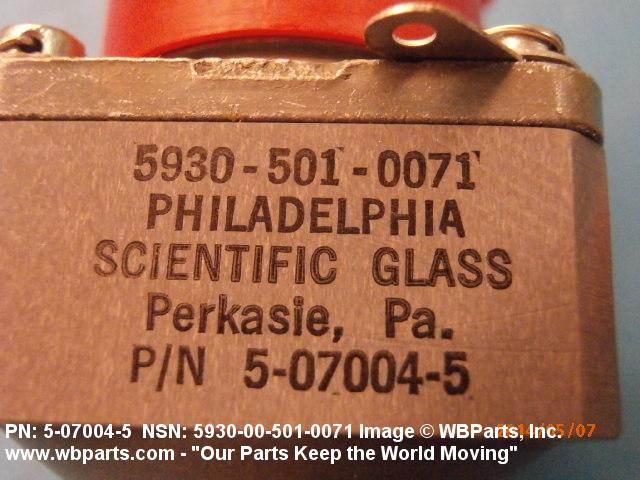 5930-501-0071
PHILADELPHIA
SCIENTIFIC GLASS
Perkasie, Pa.
P/N 5-07004-5
PN: 5-07004-5 NSN: 5930-00-501-0071 Image © WBParts, Inc.
www.wbparts.com - "Our Parts Keep the World Moving"